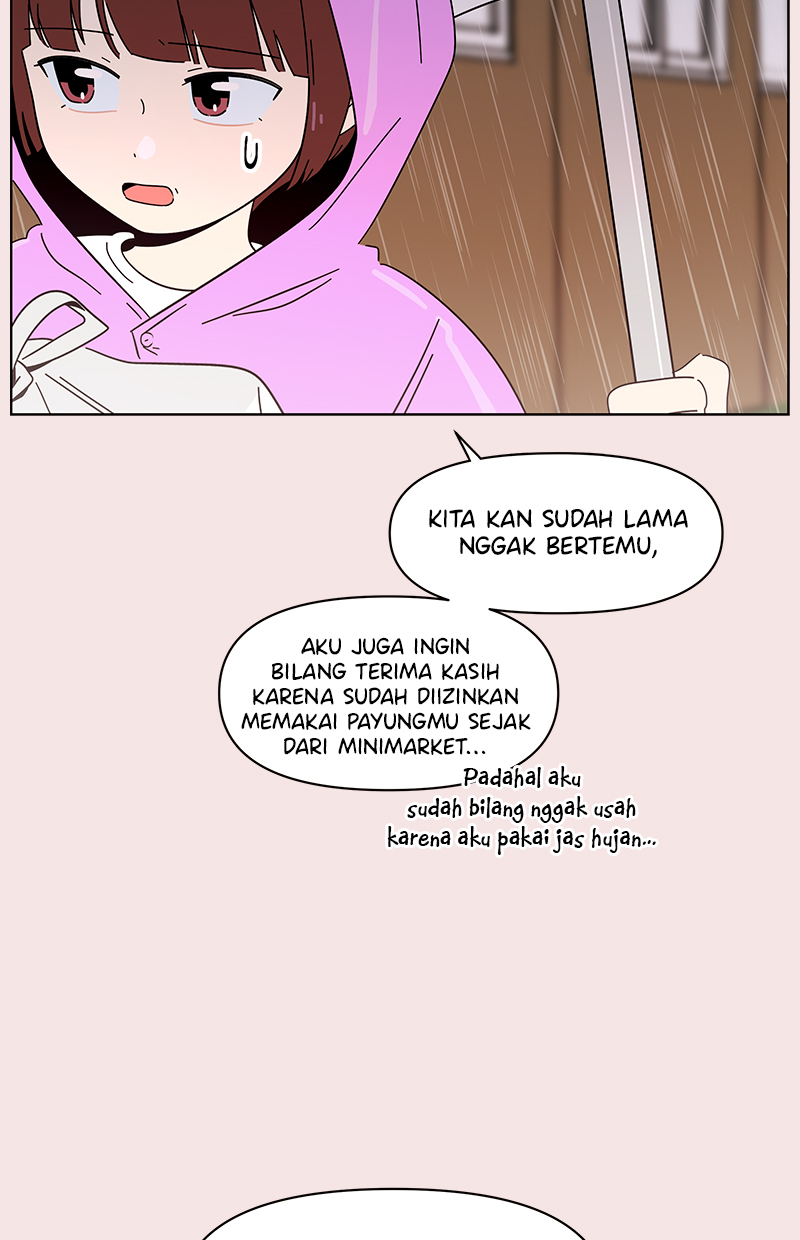 KITA KAN SUDAH LAMA
NGGAK BERTEMU,
AKU JUGA INGIN
BILANG TERIMA KASIH
KARENA SUDAH DIIZINKAN
MEMAKAI PAYUNGMU SEJAK
DARI MINIMARKET...
Padahal aku
sudah bilang nggak usah
karena aku pakai jas hujan...